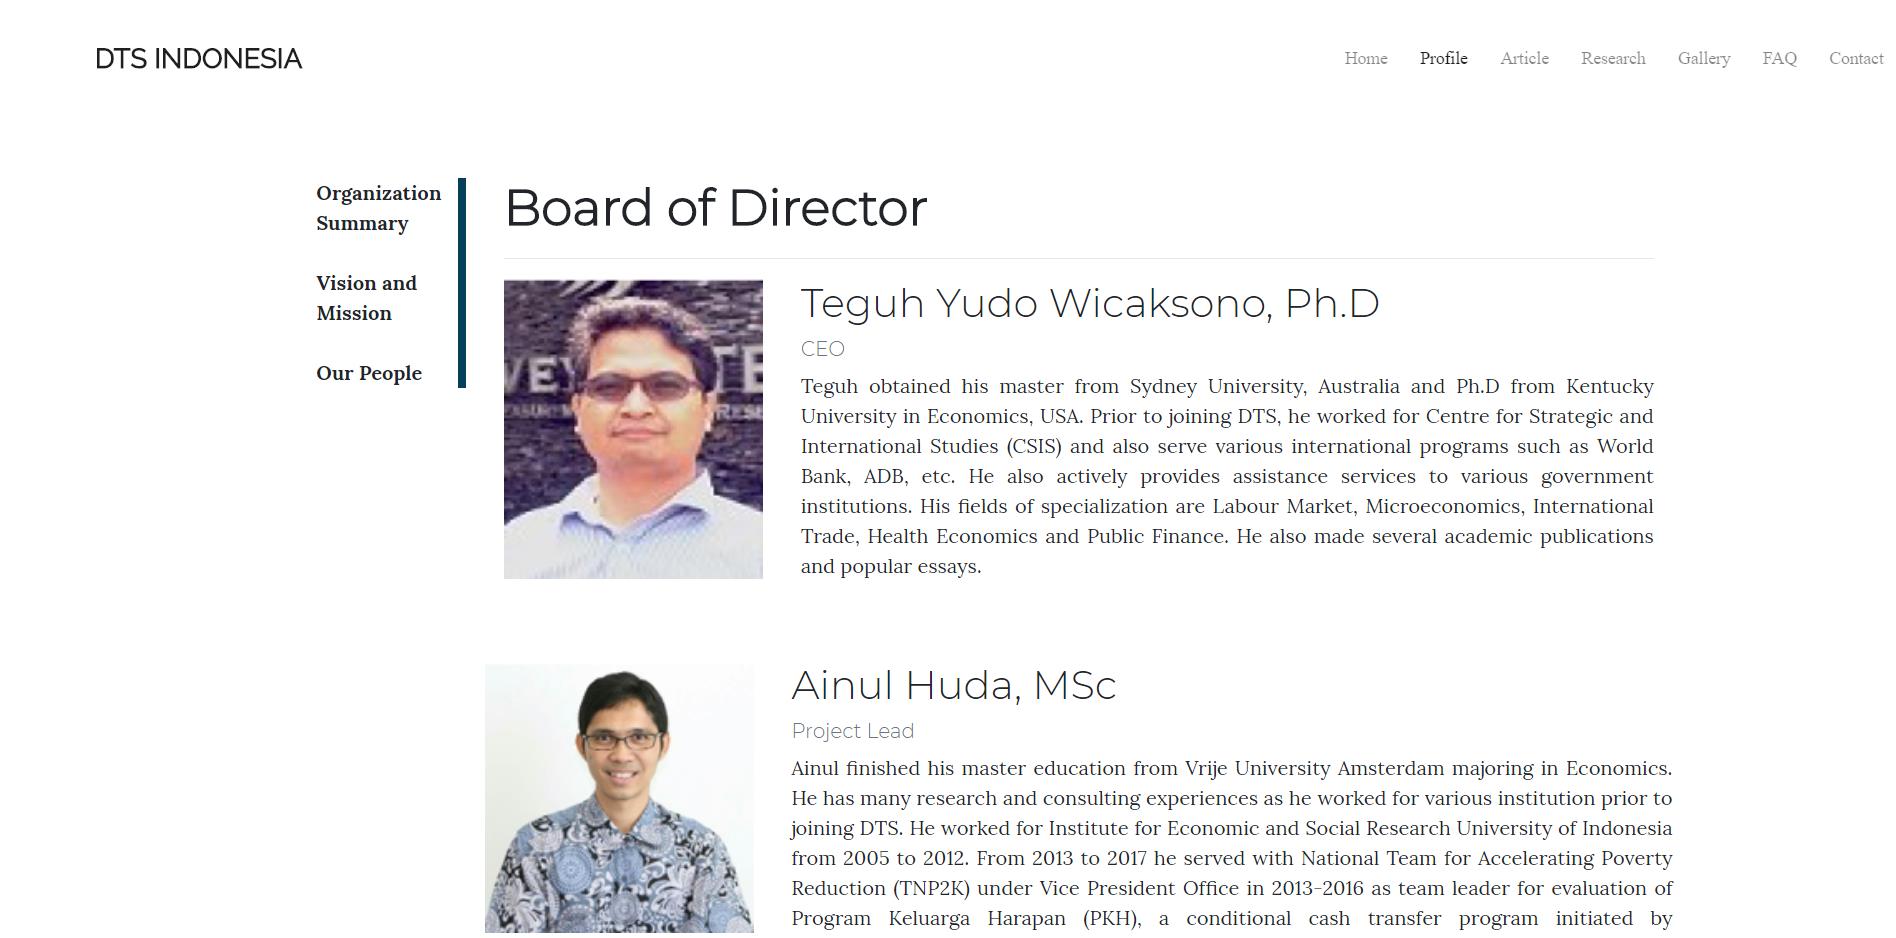 DTS INDONESIA
Home Profile Article Research Gallery FAQ Contact
Organization
Summary
Vision and
Mission
Our People
Board of Director
VEY TE
Teguh Yudo Wicaksono, Ph.D
CEO
Teguh obtained his master from Sydney University, Australia and Ph.D from Kentucky
University in Economics, USA. Prior to joining DTS, he worked for Centre for Strategic and
International Studies (CSIS) and also serve various international programs such as World
Bank, ADB, etc. He also actively provides assistance services to various government
institutions. His fields of specialization are Labour Market, Microeconomics, International
Trade, Health Economics and Public Finance. He also made several academic publications
and popular essays.
Ainul Huda, MSc
Project Lead
Ainul finished his master education from Vrije University Amsterdam majoring in Economics.
He has many research and consulting experiences as he worked for various institution prior to
joining DTS. He worked for Institute for Economic and Social Research University of Indonesia
from 2005 to 2012. From 2013 to 2017 he served with National Team for Accelerating Poverty
Reduction (TNP2K) under Vice President Office in 2013-2016 as team leader for evaluation of
Program Keluarga Harapan (PKH), a conditional cash transfer program initiated by